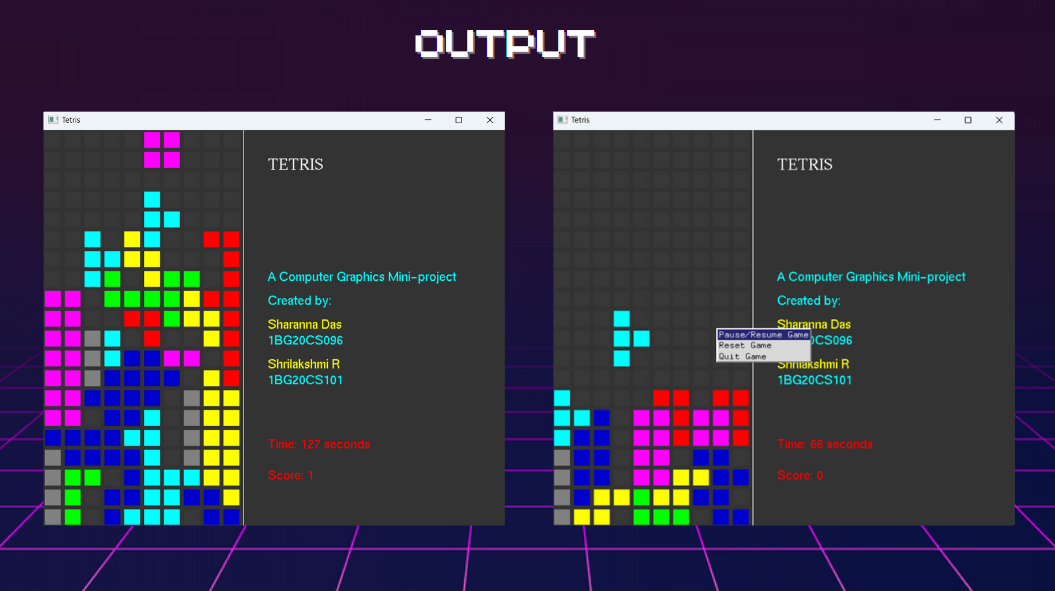 OUTPUT
Tetris
TETRIS
A Computer Graphics Mini-project
Created by:
Sharanna Das
1BG20CS096
Shrilakshmi R
1BG20CS101
Time: 127 seconds
Score: 1
Tetris
TETRIS
A Computer Graphics Mini-project
Created by:
Sharanna Das
0CS096
Pause/Resume Game
Reset Game
Quit Game
Shrilakshmi R
1BG20CS101
Time: 66 seconds
Score: 0